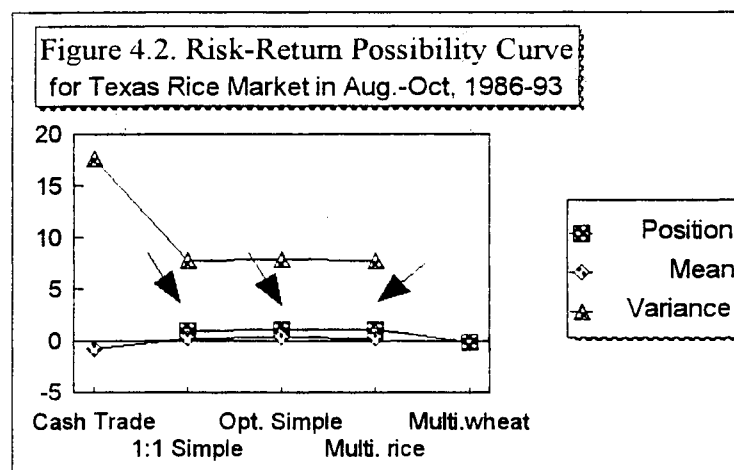 Figure 4.2. Risk-Return Possibility Curve
for Texas Rice Market in Aug.-Oct, 1986-93
20
15
10
5
0
-5
Cash Trade
1:1 Simple
Opt. Simple
Multi. rice
Multi.wheat
Position
Mean
Variance